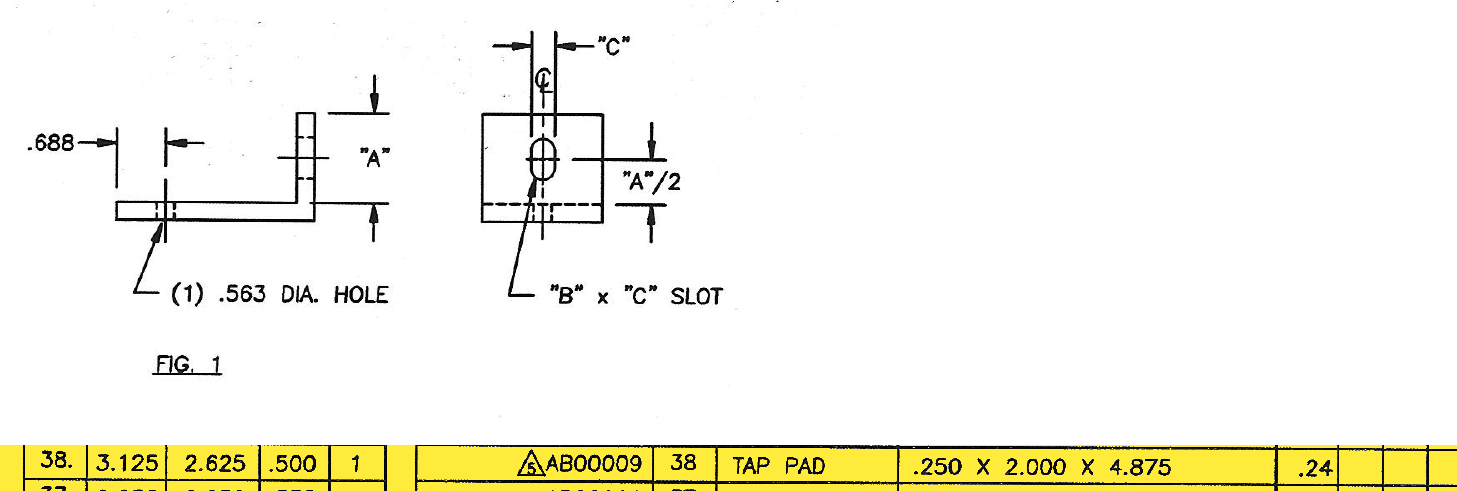 "C"
℄
.688
"A"
"A"/2
(1) .563 DIA. HOLE
"B" x "C" SLOT
FIG. 1
38. 3.125 2.625 .500 1 5 AB00009 38 TAP PAD .250 X 2.000 X 4.875 .24